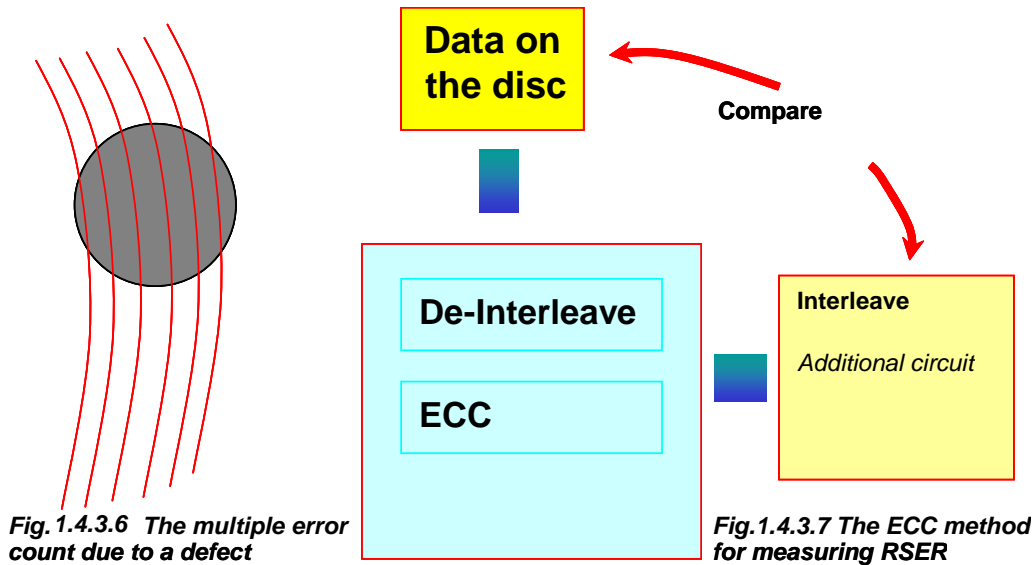 Data on
the disc
Compare
De-Interleave
ECC
Interleave
Additional circuit
Fig.1.4.3.6 The multiple error
count due to a defect
Fig.1.4.3.7 The ECC method
for measuring RSER